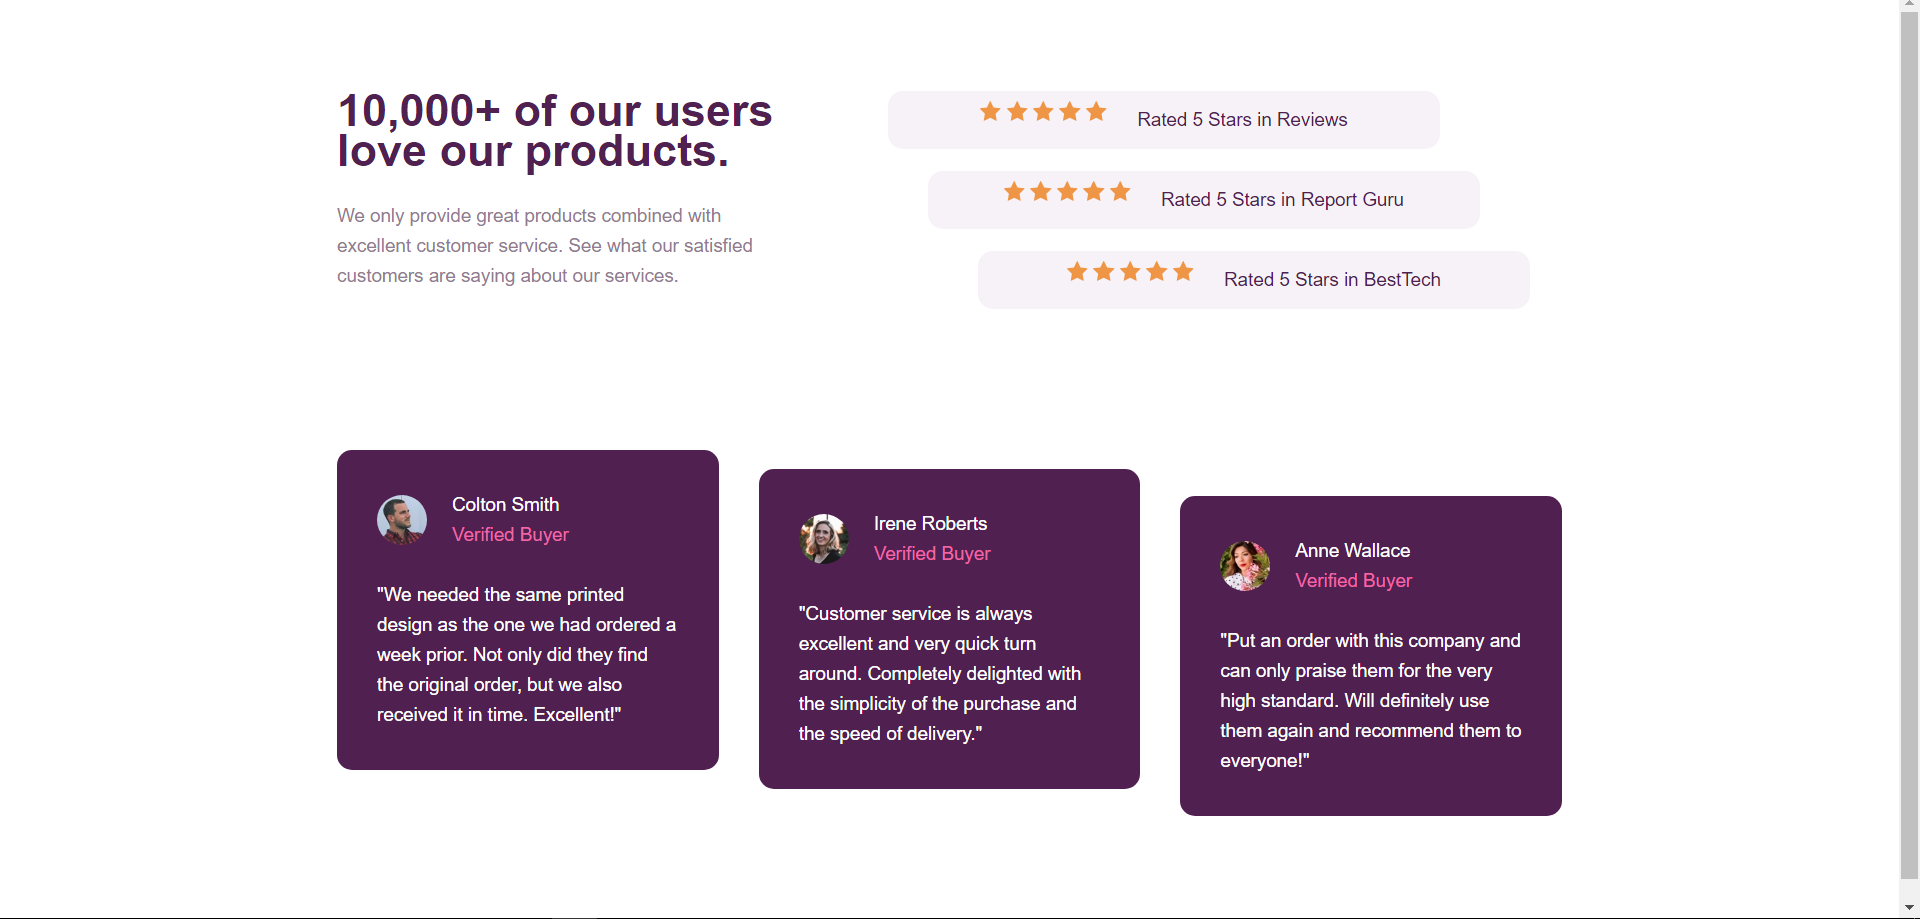 10,000+ of our users
love our products.
We only provide great products combined with
excellent customer service. See what our satisfied
customers are saying about our services.
Rated 5 Stars in Reviews
Rated 5 Stars in Report Guru
Rated 5 Stars in BestTech
Colton Smith
Verified Buyer
"We needed the same printed
design as the one we had ordered a
week prior. Not only did they find
the original order, but we also
received it in time. Excellent!"
Irene Roberts
Verified Buyer
"Customer service is always
excellent and very quick turn
around. Completely delighted with
the simplicity of the purchase and
the speed of delivery."
Anne Wallace
Verified Buyer
"Put an order with this company and
can only praise them for the very
high standard. Will definitely use
them again and recommend them to
everyone!"